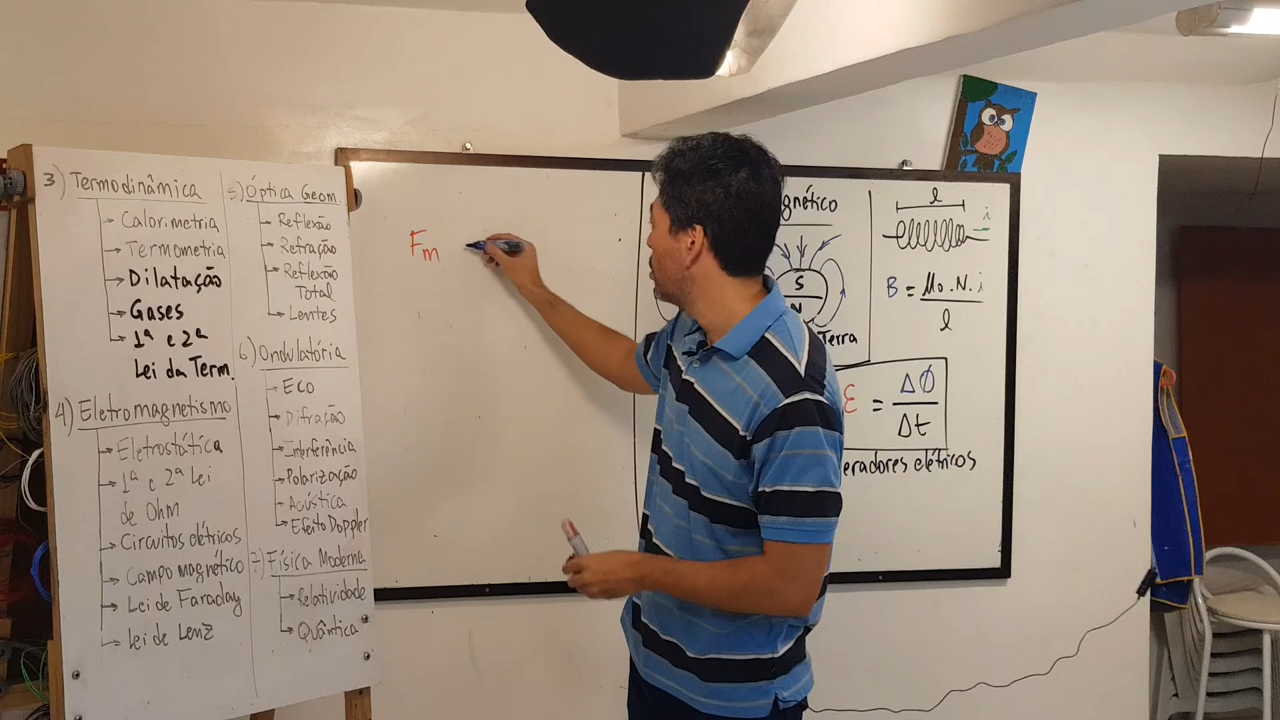 3) Termodinâmica
Calorimetria
Termometria
Dilatação
Gases
1ª e 2ª
Lei da Term.
4) Eletromagnetismo
Eletrostática
1ª e 2ª Lei
de Ohm
Circuitos elétricos
Campo magnético
Lei de Faraday
Lei de Lenz
5) Óptica Geom.
Reflexão
Refração
Reflexão
Total
Lentes
6) Ondulatória
Eco
Difração
Interferência
Polarização
Acústica
Efeito Doppler
7) Física Moderna
Relatividade
Quântica
Fm
gnético
S
N
Terra
l
i
B = μ0.N.i
l
ε = ΔØ
Δt
eradores elétricos